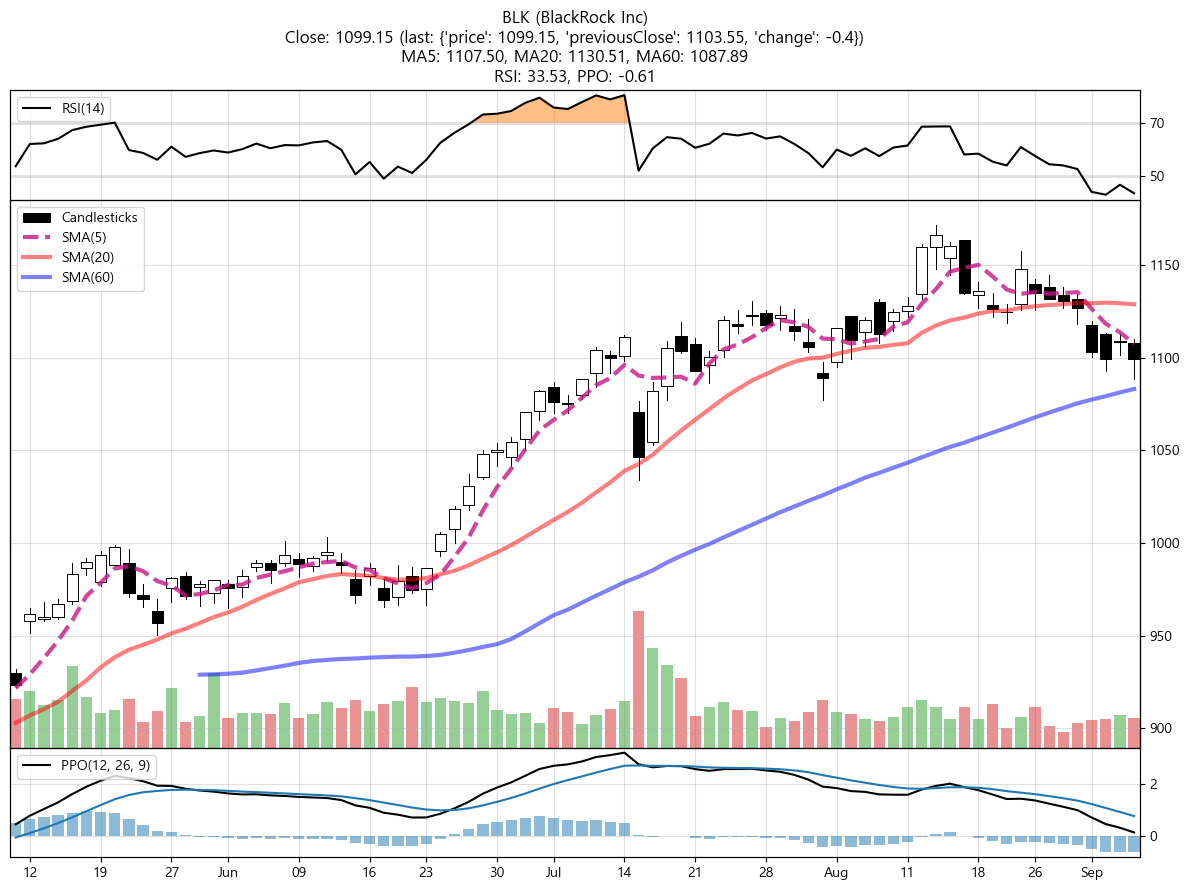 BLK (BlackRock Inc)
Close: 1099.15 (last: {'price': 1099.15, 'previousClose': 1103.55, 'change': -0.4})
MA5: 1107.50, MA20: 1130.51, MA60: 1087.89
RSI: 33.53, PPO: -0.61
RSI(14)
70
50
Candlesticks
SMA(5)
SMA(20)
SMA(60)
1150
1100
1050
1000
950
900
PPO(12, 26, 9)
2
0
12 19 27 Jun 09 16 23 30 Jul 14 21 28 Aug 11 18 26 Sep